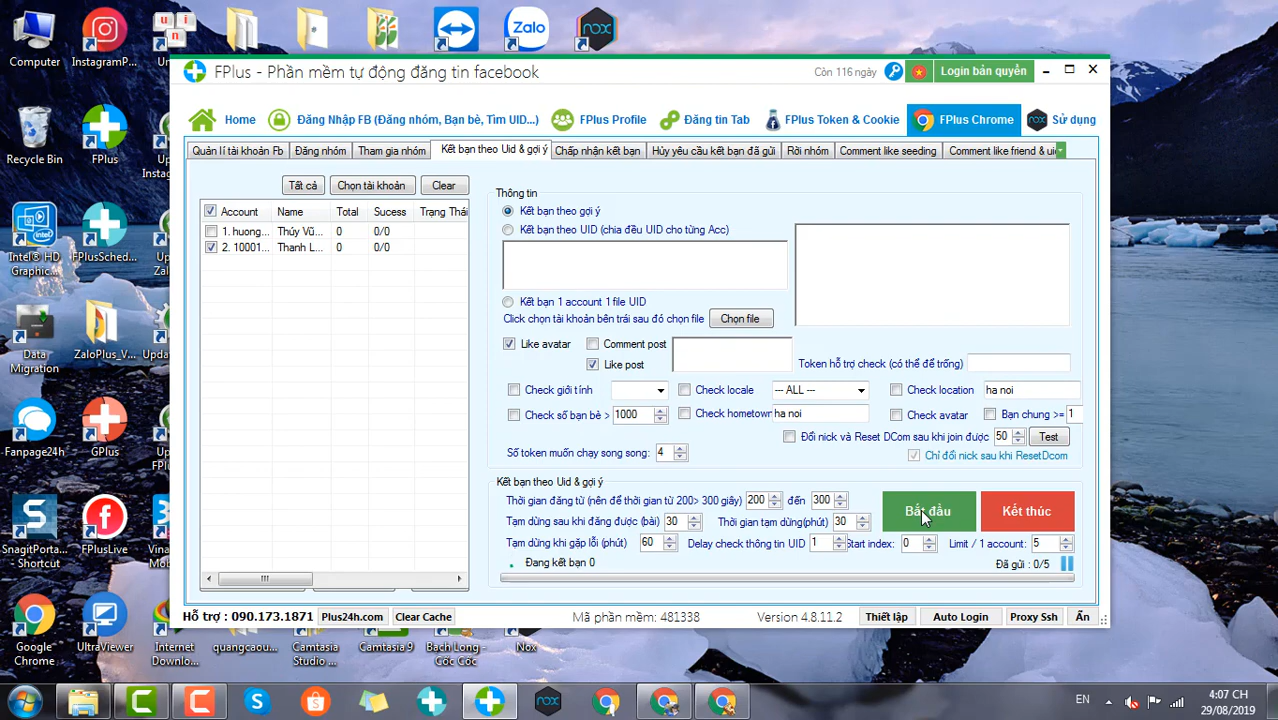 Computer
InstagramP...
Zalo
nox
FPlus - Phần mềm tự động đăng tin facebook
Còn 116 ngày
Login bản quyền
Home
Đăng Nhập FB (Đăng nhóm, Bạn bè, Tìm UID...)
FPlus Profile
Đăng tin Tab
FPlus Token & Cookie
FPlus Chrome
Sử dụng
Quản lí tài khoản Fb
Đăng nhóm
Tham gia nhóm
Kết bạn theo Uid & gợi ý
Chấp nhận kết bạn
Hủy yêu cầu kết bạn đã gửi
Rời nhóm
Comment like seeding
Comment like friend & ui
Tất cả
Chọn tài khoản
Clear
Account Name Total Sucess Trạng Thái
1. huong... Thúy Vũ... 0 0/0
2. 10001... Thanh L... 0 0/0
Thông tin
Kết bạn theo gợi ý
Kết bạn theo UID (chia đều UID cho từng Acc)
Kết bạn 1 account 1 file UID
Click chọn tài khoản bên trái sau đó chọn file
Chọn file
Like avatar
Comment post
Like post
Token hỗ trợ check (có thể để trống)
Check giới tính
Check locale
--- ALL ---
Check location
ha noi
Check số bạn bè > 1000
Check hometown ha noi
Check avatar
Bạn chung >= 1
Đổi nick và Reset DCom sau khi join được 50
Test
Số token muốn chạy song song: 4
Chỉ đổi nick sau khi ResetDcom
Kết bạn theo Uid & gợi ý
Thời gian đăng từ (nên để thời gian từ 200> 300 giây) 200 đến 300
Tạm dừng sau khi đăng được (bài) 30
Thời gian tạm dừng(phút) 30
Tạm dừng khi gặp lỗi (phút) 60
Delay check thông tin UID 1
Start index: 0
Limit / 1 account: 5
Bắt đầu
Kết thúc
Đang kết bạn 0
Đã gửi : 0/5
Hỗ trợ : 090.173.1871
Plus24h.com
Clear Cache
Mã phần mềm: 481338
Version 4.8.11.2
Thiết lập
Auto Login
Proxy Ssh
Ẩn
Recycle Bin
FPlus
Intel® HD
Graphic...
FPlusSched...
Data
Migration
ZaloPlus_V...
Fanpage24h
GPlus
SnagitPorta...
- Shortcut
FPlusLive
Google
Chrome
UltraViewer
Internet
Downlo...
quangcaou...
Camtasia
Studio ...
Camtasia 9
Bach Long -
Cốc Cốc
Nox
EN
4:07 CH
29/08/2019